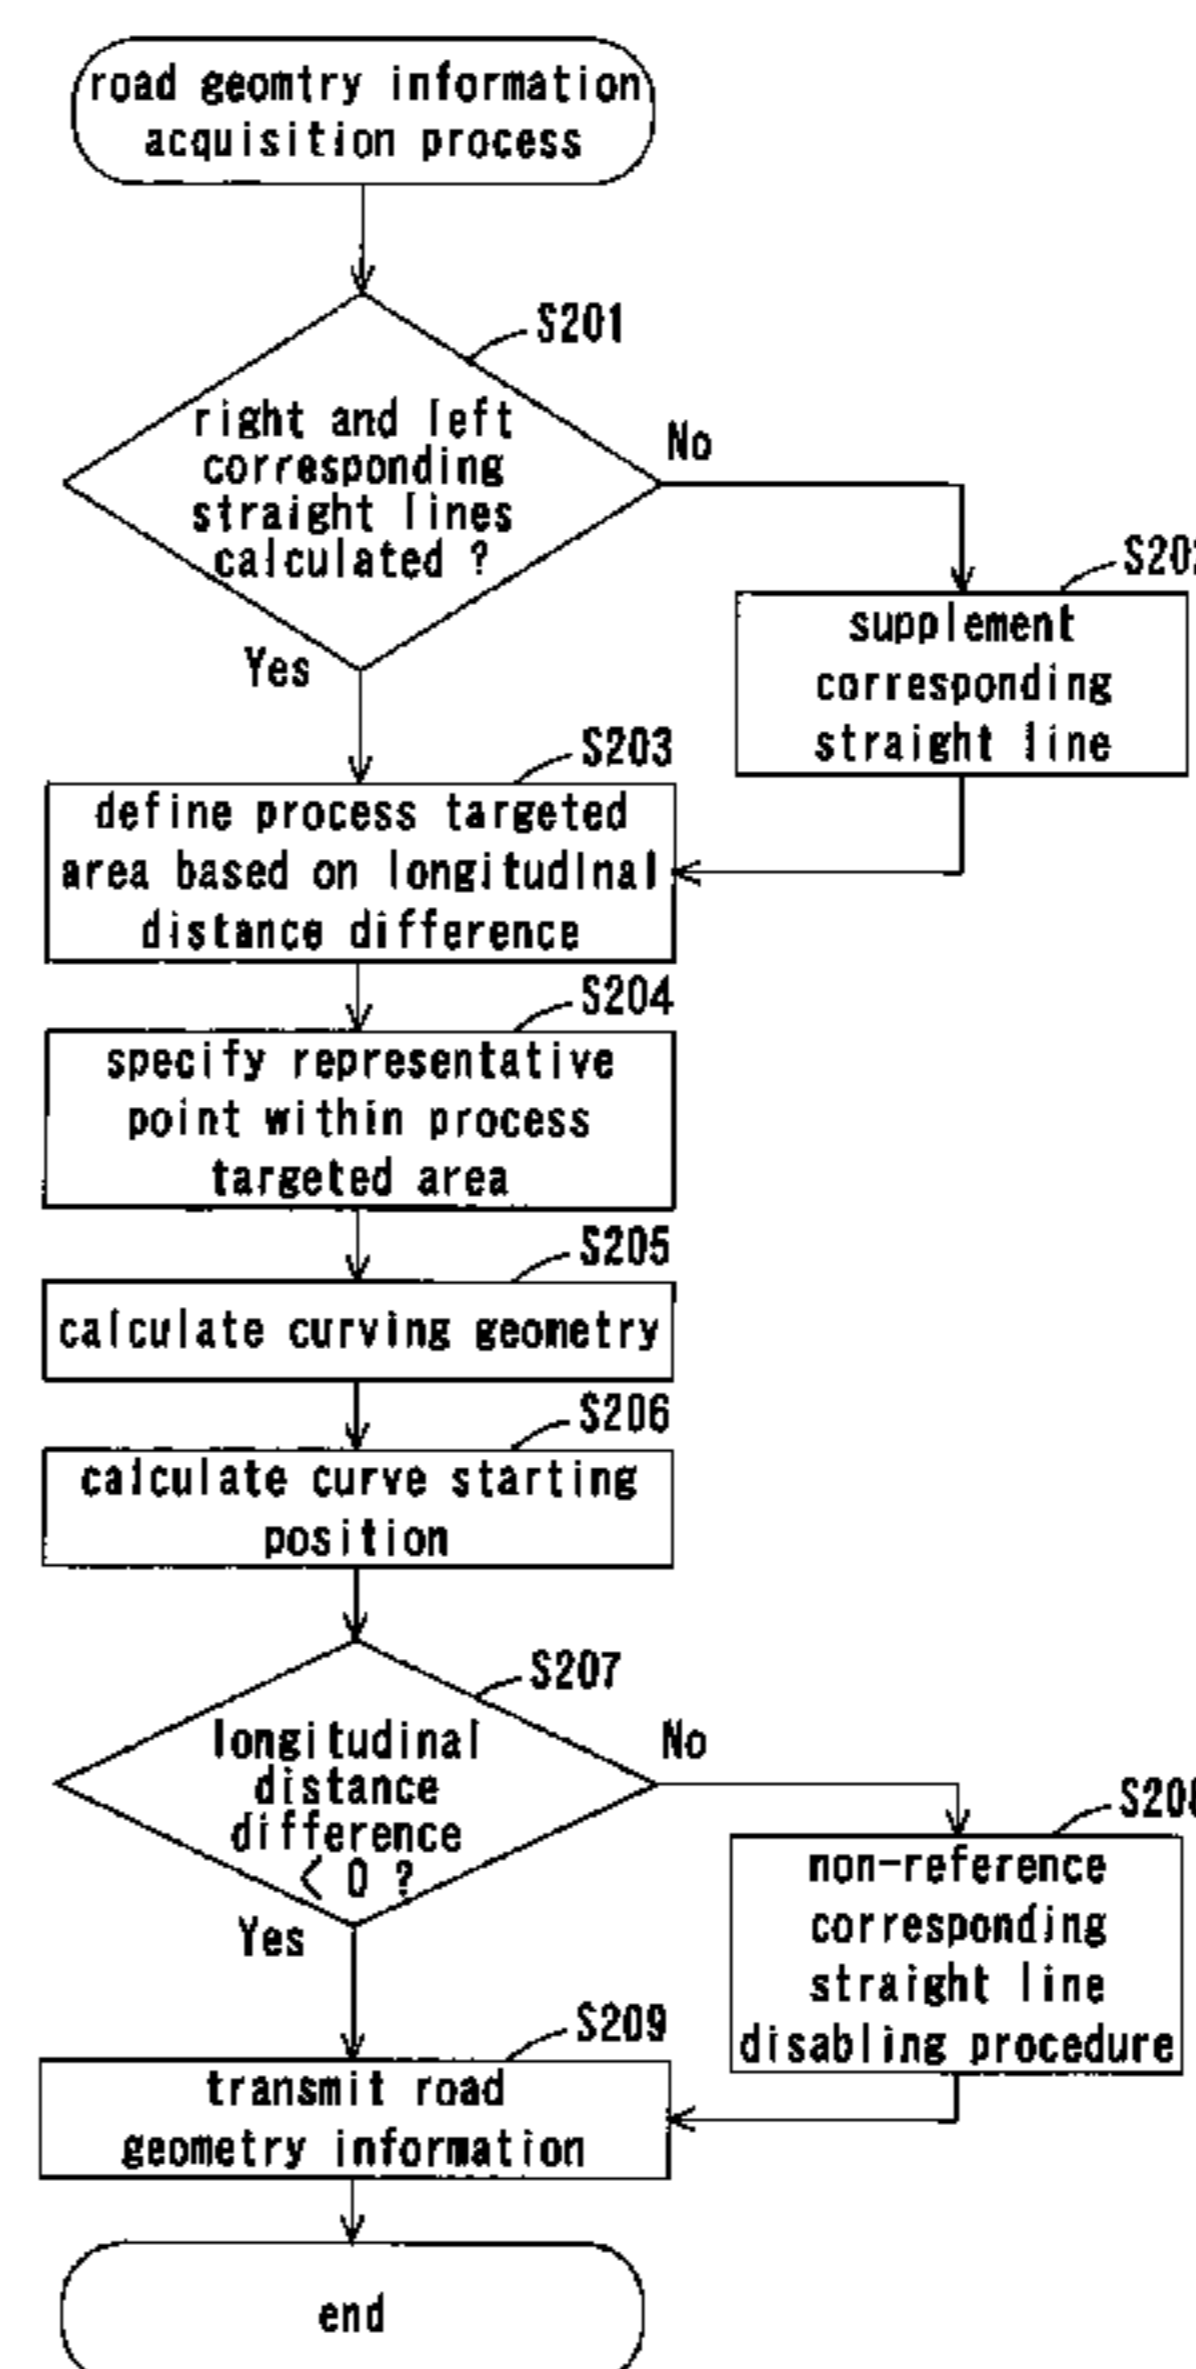 road geomtry information
acquisition process
S201
right and left
corresponding
straight lines
calculated ?
No
Yes
S202
supplement
corresponding
straight line
S203
define process targeted
area based on longitudinal
distance difference
S204
specify representative
point within process
targeted area
S205
calculate curving geometry
S206
calculate curve starting
position
S207
longitudinal
distance
difference
< 0 ?
No
Yes
S208
non-reference
corresponding
straight line
disabling procedure
S209
transmit road
geometry information
end